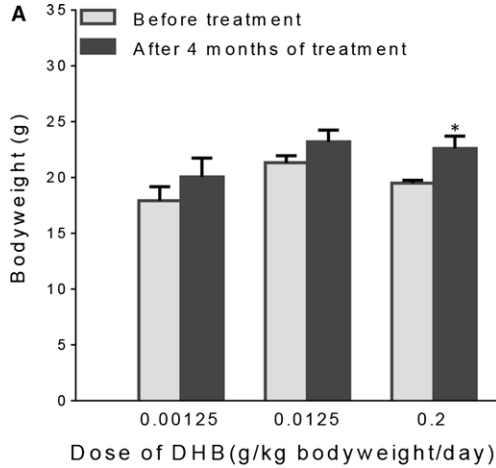 A
Before treatment
After 4 months of treatment
Bodyweight (g)
35
30
25
20
15
10
5
0
*
0.00125 0.0125 0.2
Dose of DHB(g/kg bodyweight/day)